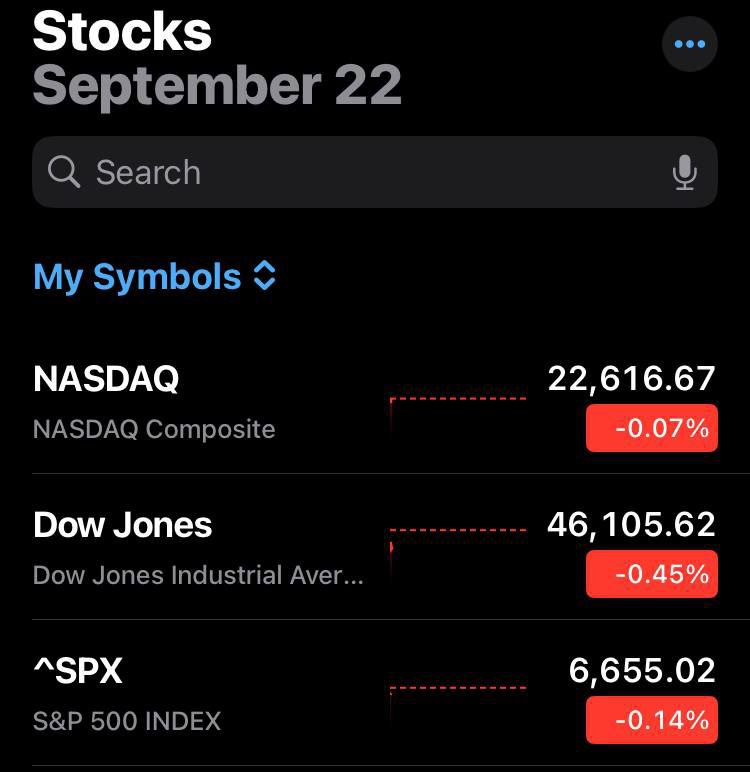 Stocks
September 22
Search
My Symbols
NASDAQ
22,616.67
NASDAQ Composite
-0.07%
Dow Jones
46,105.62
Dow Jones Industrial Aver...
-0.45%
^SPX
6,655.02
S&P 500 INDEX
-0.14%